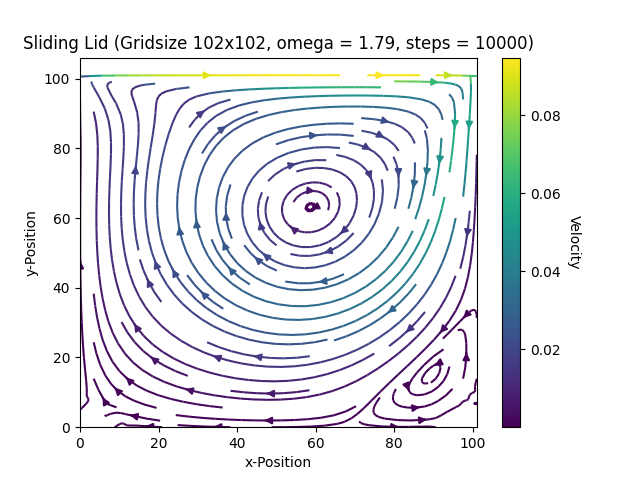 Sliding Lid (Gridsize 102x102, omega = 1.79, steps = 10000)
100
80
60
40
20
0
y-Position
0 20 40 60 80 100
x-Position
0.08
0.06
0.04
0.02
Velocity